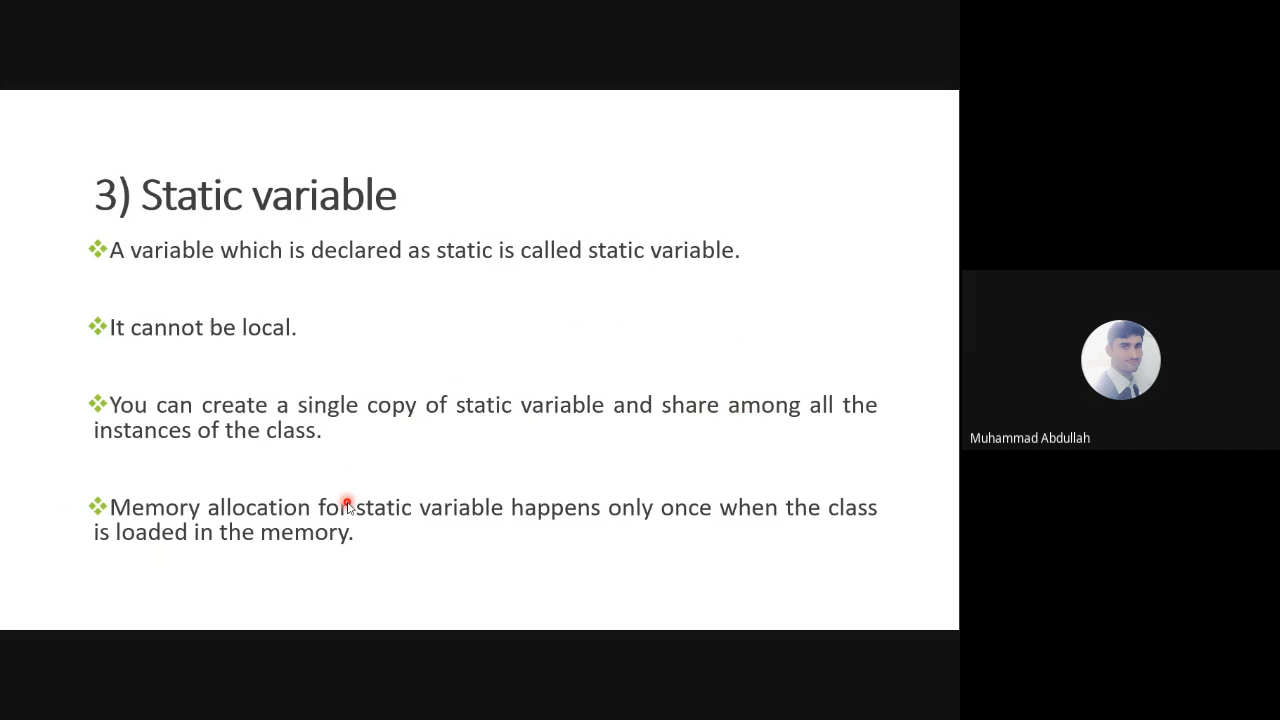 3) Static variable
❖A variable which is declared as static is called static variable.
❖It cannot be local.
❖You can create a single copy of static variable and share among all the
instances of the class.
❖Memory allocation for static variable happens only once when the class
is loaded in the memory.
Muhammad Abdullah